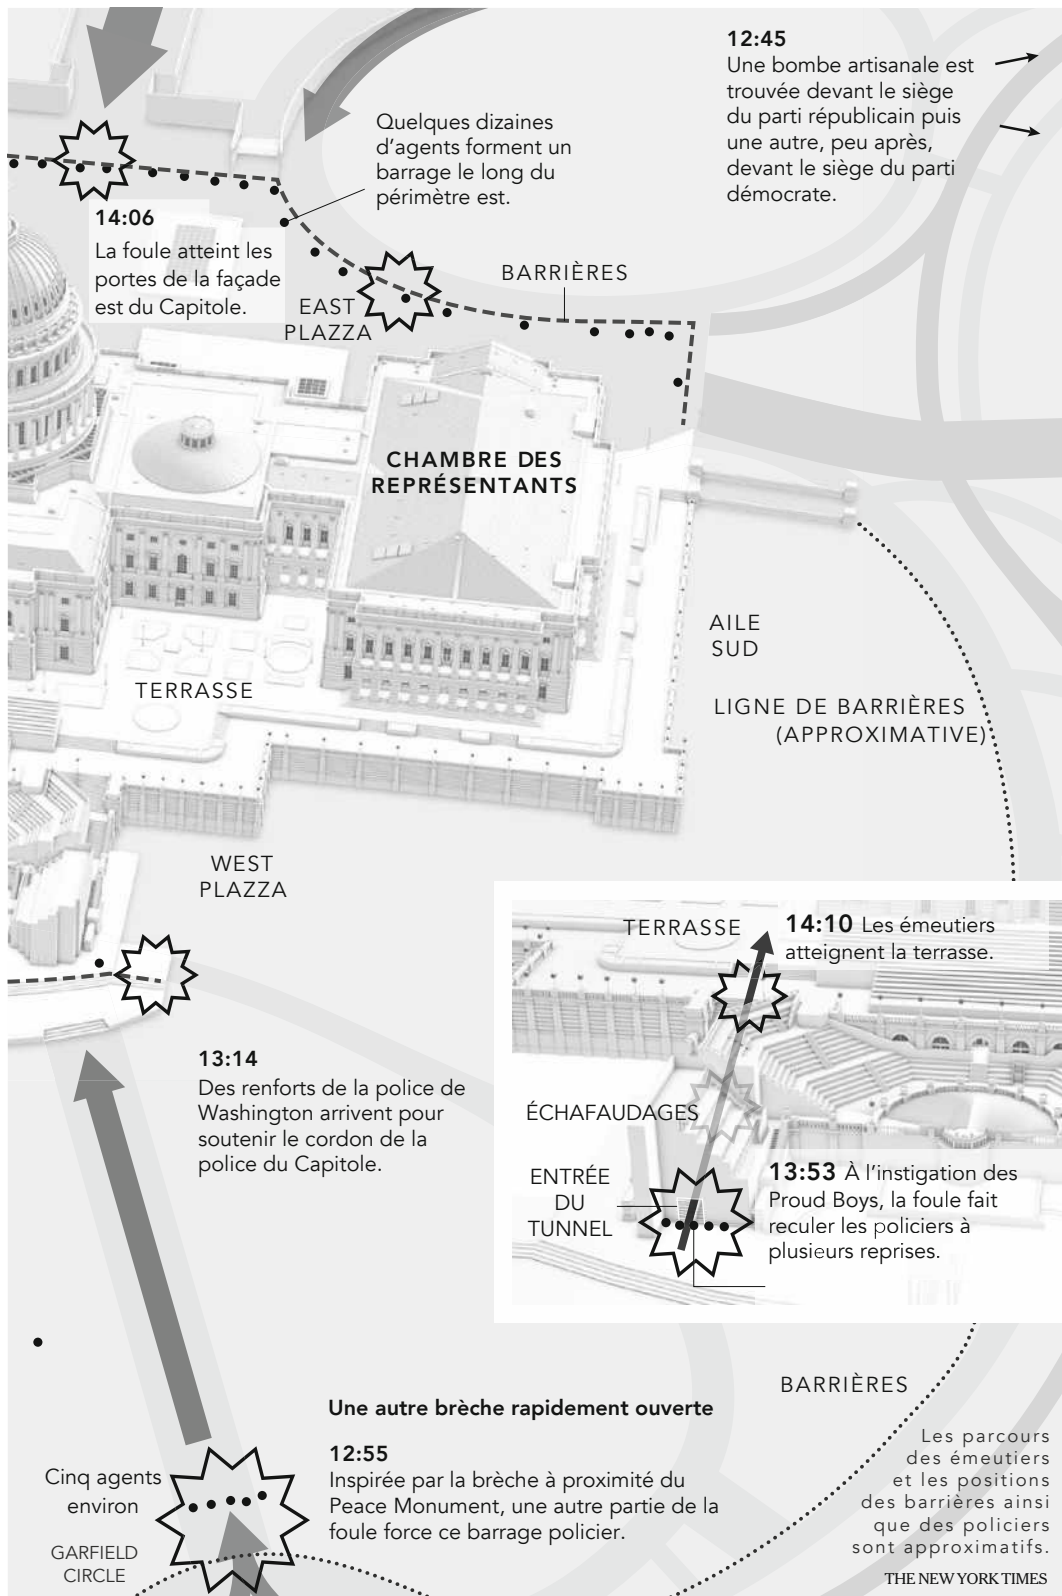 12:45
Une bombe artisanale est
trouvée devant le siège
du parti républicain puis
une autre, peu après,
devant le siège du parti
démocrate.
Quelques dizaines
d'agents forment un
barrage le long du
périmètre est.
14:06
La foule atteint les
portes de la façade
est du Capitole.
BARRIÈRES
EAST
PLAZZA
CHAMBRE DES
REPRÉSENTANTS
AILE
SUD
TERRASSE
LIGNE DE BARRIÈRES
(APPROXIMATIVE)
WEST
PLAZZA
TERRASSE
14:10 Les émeutiers
atteignent la terrasse.
13:14
Des renforts de la police de
Washington arrivent pour
soutenir le cordon de la
police du Capitole.
ÉCHAFAUDAGES
ENTRÉE
DU
TUNNEL
13:53 À l'instigation des
Proud Boys, la foule fait
reculer les policiers à
plusieurs reprises.
BARRIÈRES
Une autre brèche rapidement ouverte
12:55
Inspirée par la brèche à proximité du
Peace Monument, une autre partie de la
foule force ce barrage policier.
Cinq agents
environ
GARFIELD
CIRCLE
Les parcours
des émeutiers
et les positions
des barrières ainsi
que des policiers
sont approximatifs.
THE NEW YORK TIMES